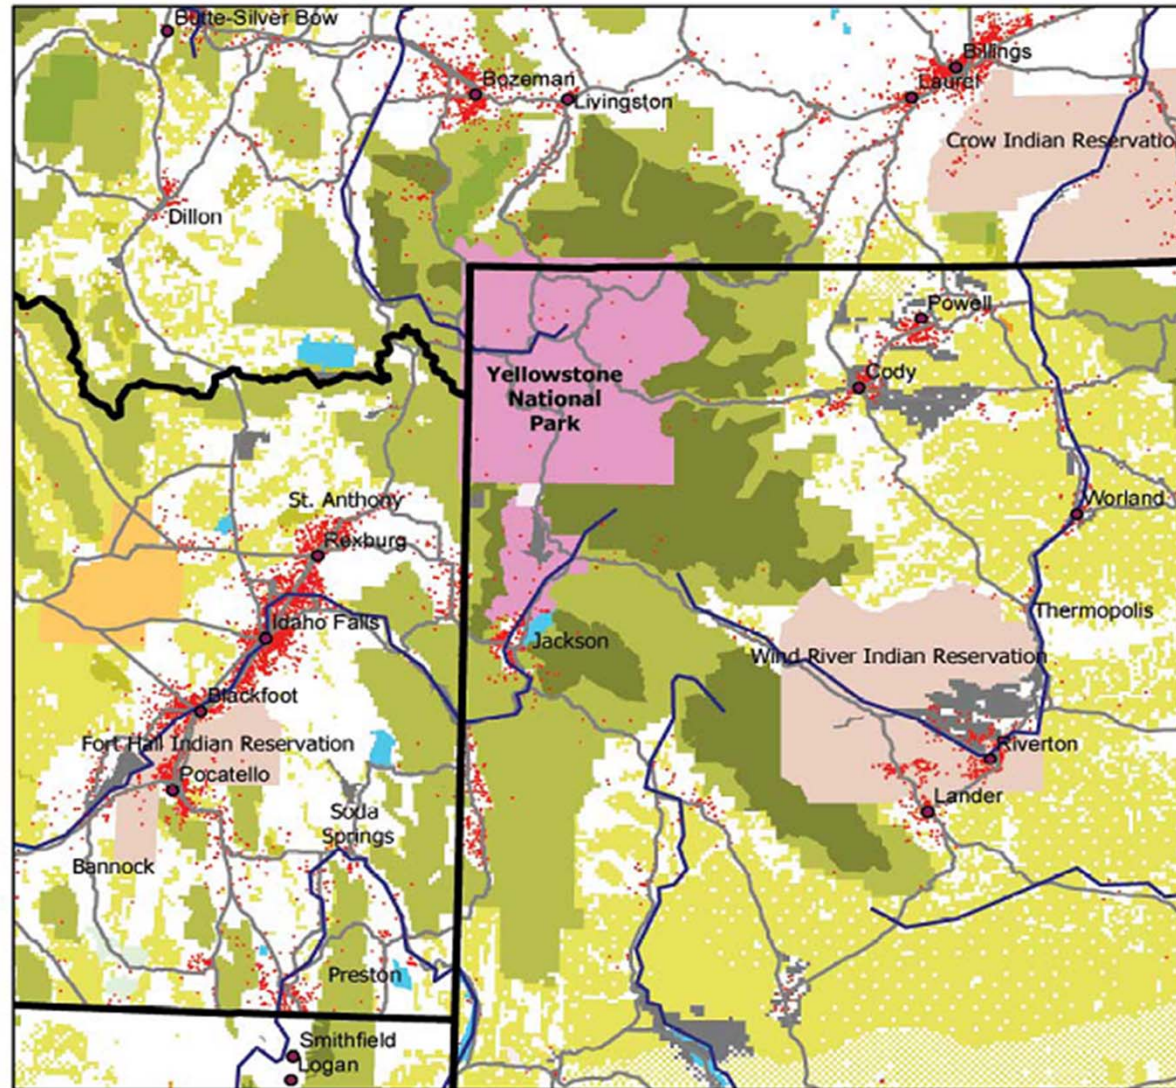 Butte-Silver Bow
Billings
Bozeman
Laurel
Livingston
Crow Indian Reservatio
Dillon
Powell
Cody
Yellowstone
National
Park
St. Anthony
Worland
Rexburg
Thermopolis
Idaho Falls
Jackson
Wind River Indian Reservation
Blackfoot
Fort Hall Indian Reservation
Riverton
Pocatello
Lander
Soda
Springs
Bannock
Preston
Smithfield
Logan